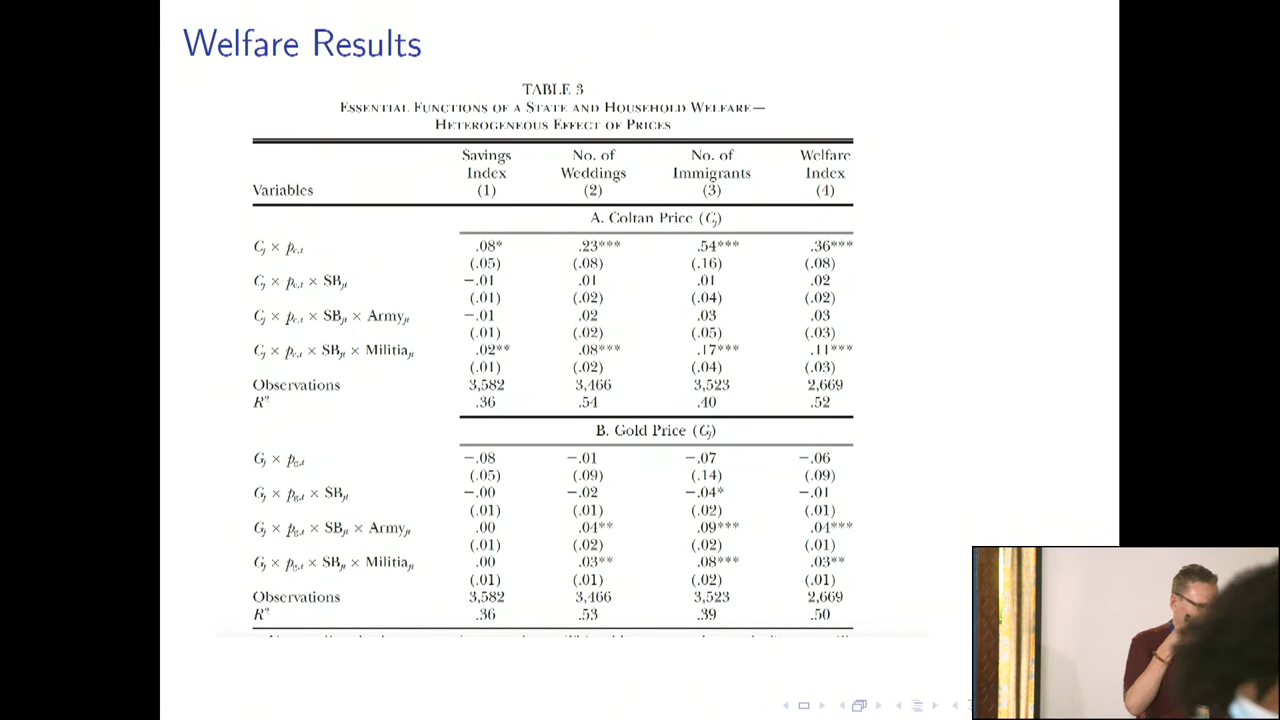 Welfare Results
TABLE 3
Essential Functions of a State and Household Welfare—
Heterogeneous Effect of Prices
Variables Savings Index (1) No. of Weddings (2) No. of Immigrants (3) Welfare Index (4)
A. Coltan Price (Cj)
Cj × pc,t .08* .23*** .54*** .36***
(.05) (.08) (.16) (.08)
Cj × pc,t × SBjt −.01 .01 .01 .02
(.01) (.02) (.04) (.02)
Cj × pc,t × SBjt × Armyjt −.01 .02 .03 .03
(.01) (.02) (.05) (.03)
Cj × pc,t × SBjt × Militiajt .02** .08*** .17*** .11***
(.01) (.02) (.04) (.03)
Observations 3,582 3,466 3,523 2,669
R² .36 .54 .40 .52
B. Gold Price (Gj)
Gj × pg,t −.08 −.01 −.07 −.06
(.05) (.09) (.14) (.09)
Gj × pg,t × SBjt −.00 −.02 −.04* −.01
(.01) (.01) (.02) (.01)
Gj × pg,t × SBjt × Armyjt .00 .04** .09*** .04***
(.01) (.02) (.02) (.01)
Gj × pg,t × SBjt × Militiajt .00 .03** .08*** .03**
(.01) (.01) (.02) (.01)
Observations 3,582 3,466 3,523 2,669
R² .36 .53 .39 .50